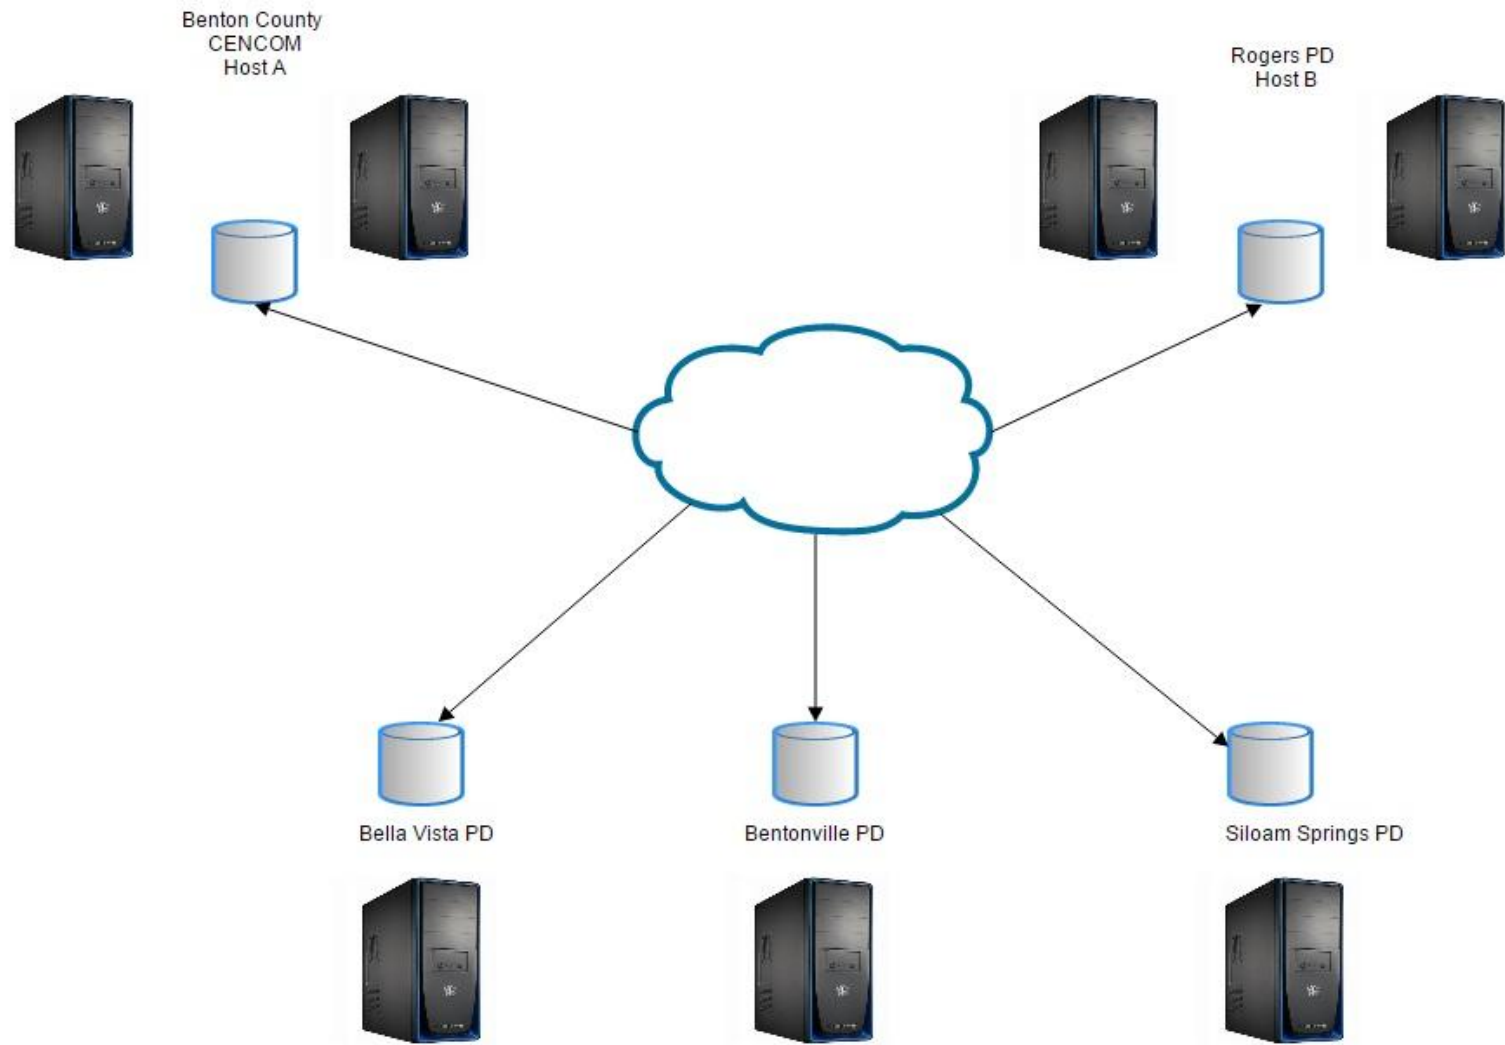 Benton County
CENCOM
Host A
Rogers PD
Host B
Bella Vista PD
Bentonville PD
Siloam Springs PD